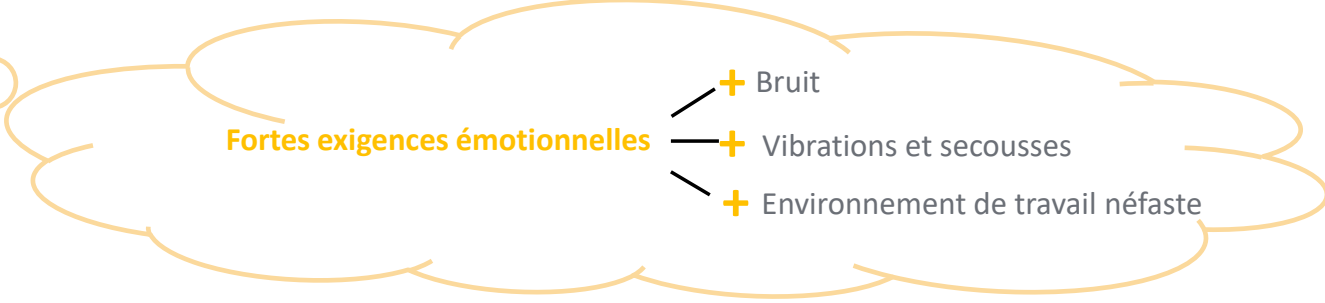 + Bruit
Fortes exigences émotionnelles + Vibrations et secousses
+ Environnement de travail néfaste